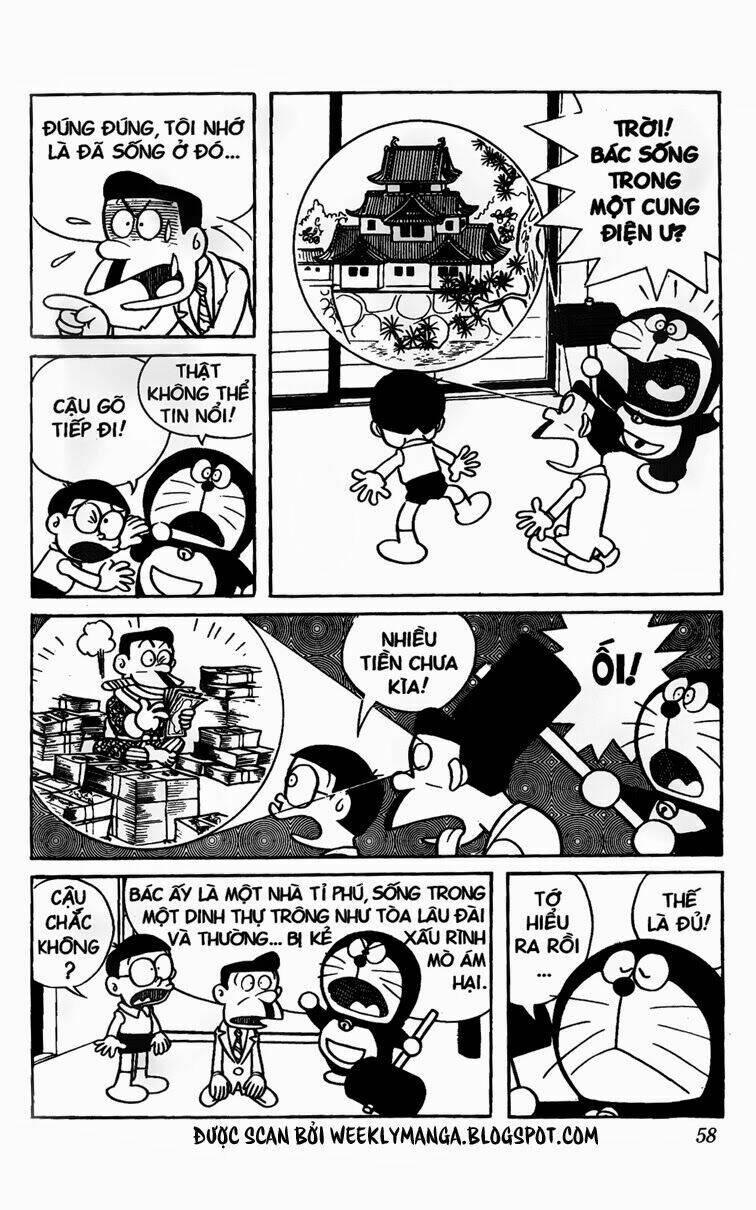 ĐÚNG ĐÚNG, TÔI NHỚ
LÀ ĐÃ SỐNG Ở ĐÓ...
TRỜI!
BÁC SỐNG
TRONG
MỘT CUNG
ĐIỆN Ư?
CẬU GÕ
TIẾP ĐI!
THẬT
KHÔNG THỂ
TIN NỔI!
NHIỀU
TIỀN CHƯA
KÌA!
ỐI!
CẬU
CHẮC
KHÔNG
?
BÁC ẤY LÀ MỘT NHÀ TỈ PHÚ, SỐNG TRONG
MỘT DINH THỰ TRÔNG NHƯ TÒA LÂU ĐÀI
VÀ THƯỜNG... BỊ KẺ XẤU RÌNH
MÒ ÁM
HẠI.
TỚ
HIỂU
RA RỒI
...
THẾ
LÀ ĐỦ!
ĐƯỢC SCAN BỞI WEEKLYMANGA.BLOGSPOT.COM
58